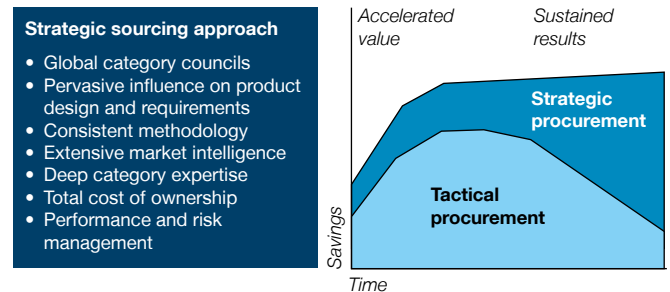 Strategic sourcing approach
• Global category councils
• Pervasive influence on product
design and requirements
• Consistent methodology
• Extensive market intelligence
• Deep category expertise
• Total cost of ownership
• Performance and risk
management
Accelerated
value
Sustained
results
Strategic
procurement
Tactical
procurement
Savings
Time